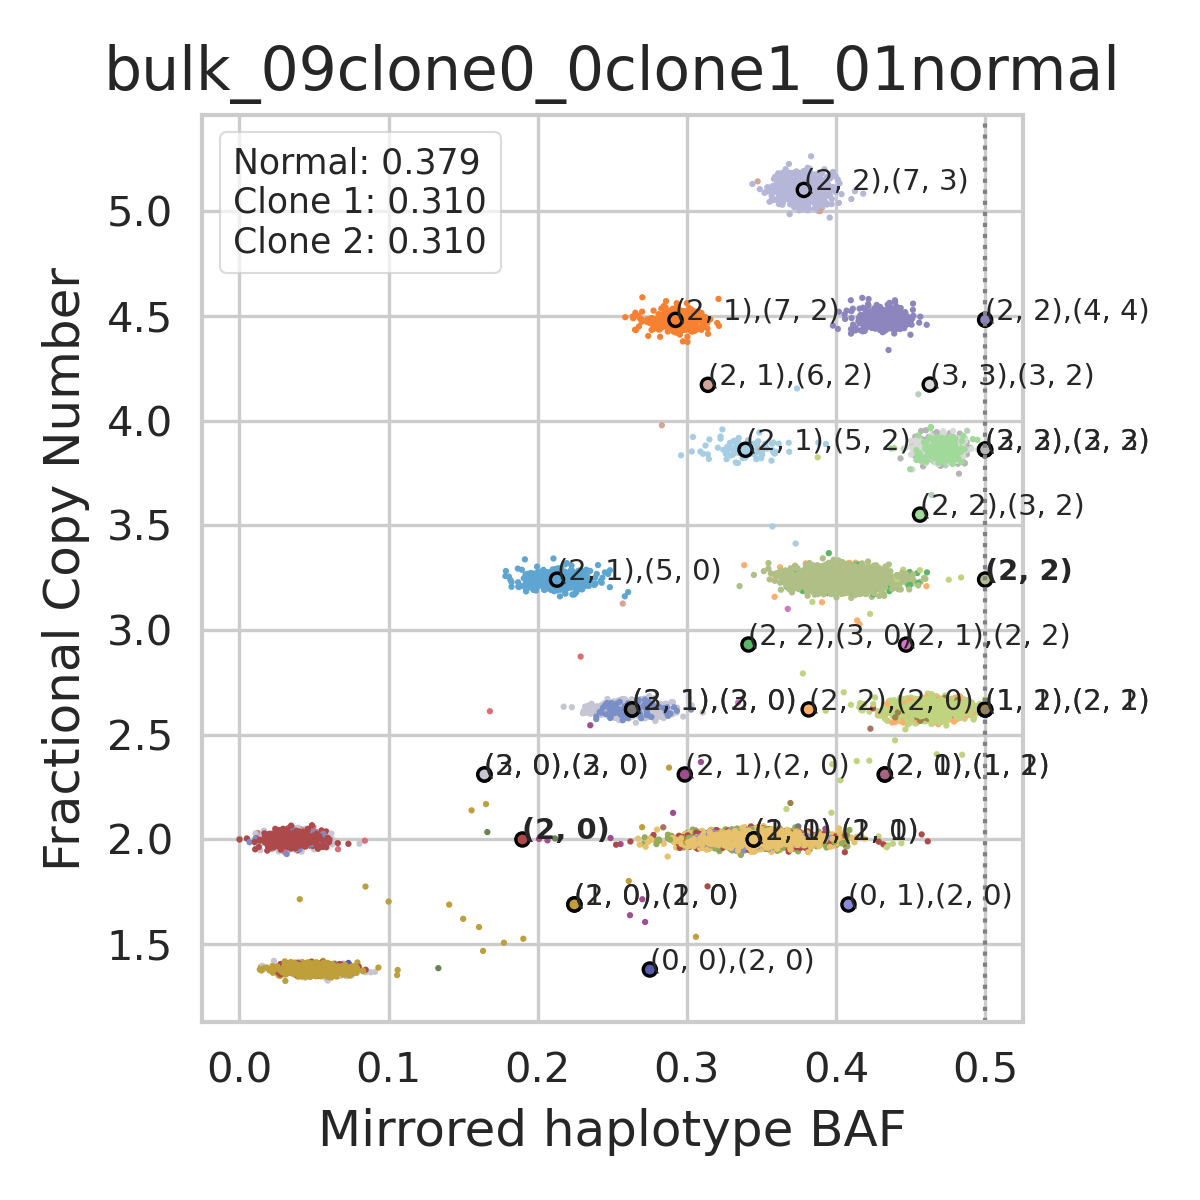 bulk_09clone0_0clone1_01normal
Normal: 0.379
Clone 1: 0.310
Clone 2: 0.310
(2, 2),(7, 3)
(2, 1),(7, 2)
(2, 2),(4, 4)
(2, 1),(6, 2)
(3, 3),(3, 2)
(2, 1),(5, 2)
(2, 2),(3, 2)
(2, 1),(5, 0)
(2, 2)
(2, 2),(3, 0)
(2, 1),(2, 2)
(2, 2),(2, 0)
(2, 1),(2, 0)
(2, 0)
(0, 1),(2, 0)
(0, 0),(2, 0)
5.0
4.5
4.0
3.5
3.0
2.5
2.0
1.5
Fractional Copy Number
0.0
0.1
0.2
0.3
0.4
0.5
Mirrored haplotype BAF